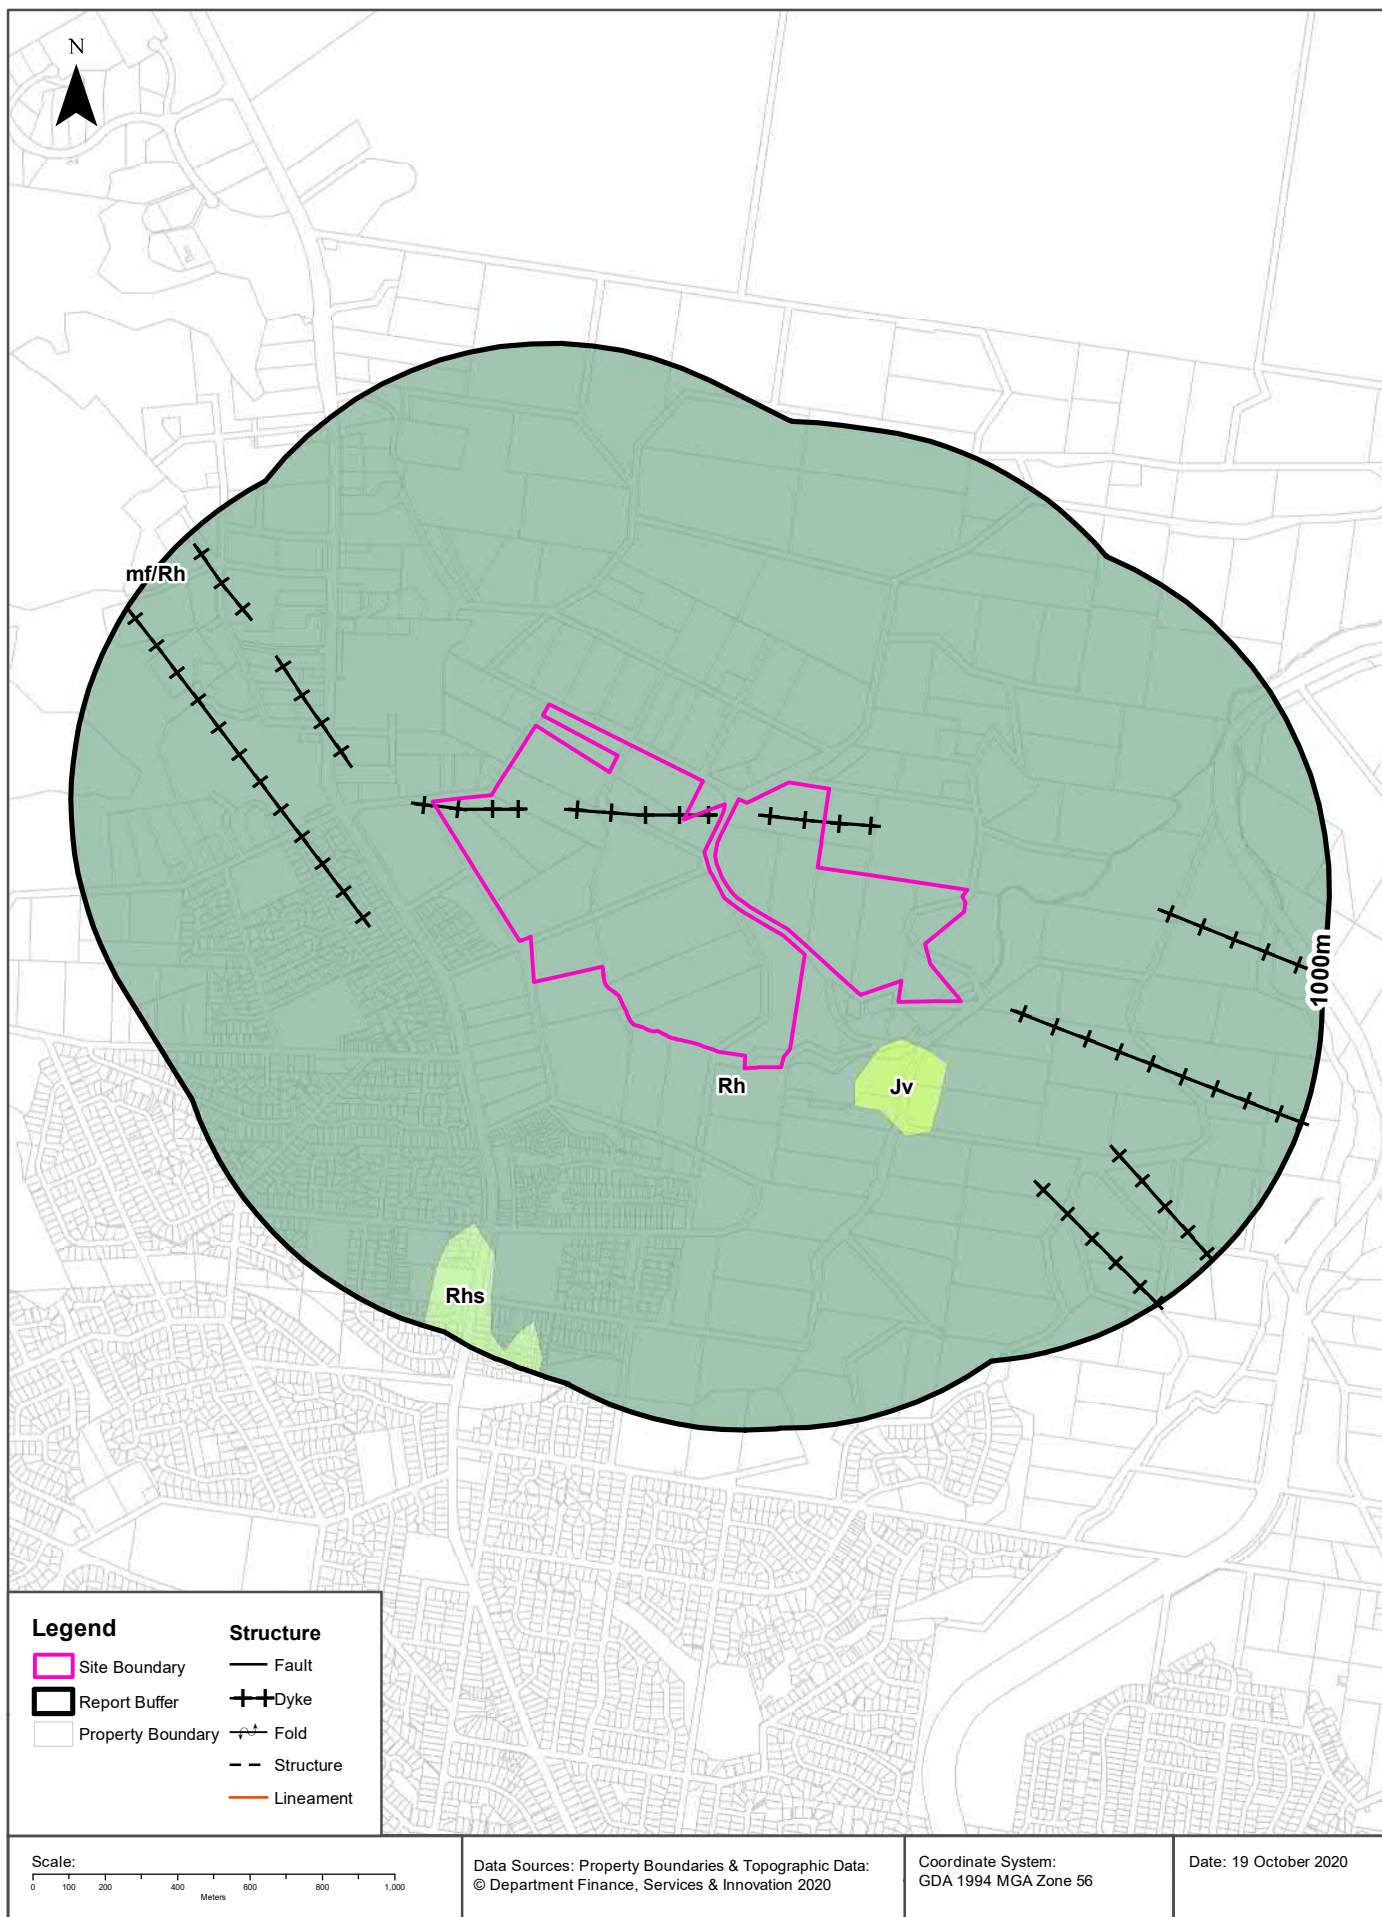 N
mf/Rh
1000m
Rh
Jv
Rhs
Legend
Site Boundary
Report Buffer
Property Boundary
Structure
Fault
Dyke
Fold
Structure
Lineament
Scale:
0 100 200 400 600 800 1,000
Meters
Data Sources: Property Boundaries & Topographic Data:
© Department Finance, Services & Innovation 2020
Coordinate System:
GDA 1994 MGA Zone 56
Date: 19 October 2020